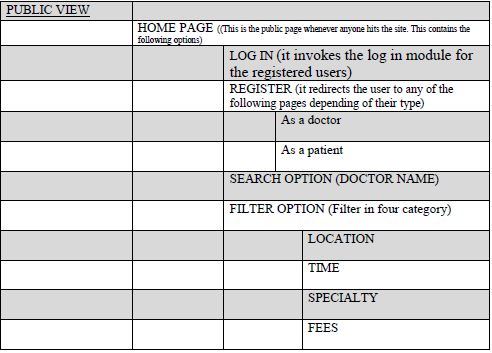 PUBLIC VIEW
HOME PAGE ((This is the public page whenever anyone hits the site. This contains the
following options)
LOG IN (it invokes the log in module for
the registered users)
REGISTER (it redirects the user to any of the
following pages depending of their type)
As a doctor
As a patient
SEARCH OPTION (DOCTOR NAME)
FILTER OPTION (Filter in four category)
LOCATION
TIME
SPECIALTY
FEES